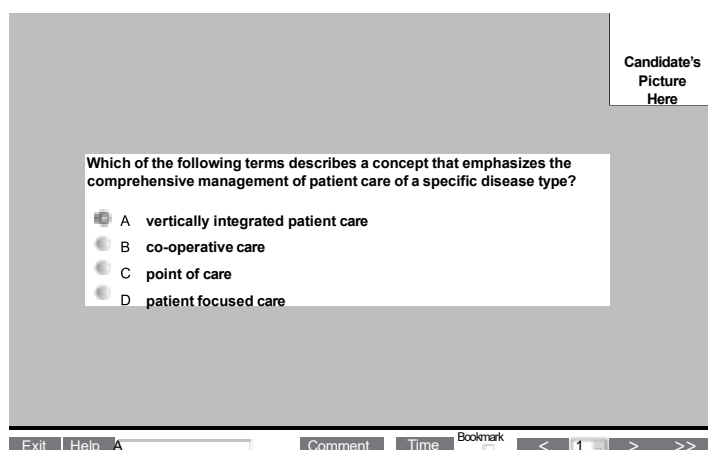 Candidate's
Picture
Here
Which of the following terms describes a concept that emphasizes the
comprehensive management of patient care of a specific disease type?
A vertically integrated patient care
B co-operative care
C point of care
D patient focused care
Exit Help A Comment Time Bookmark < 1 > >>